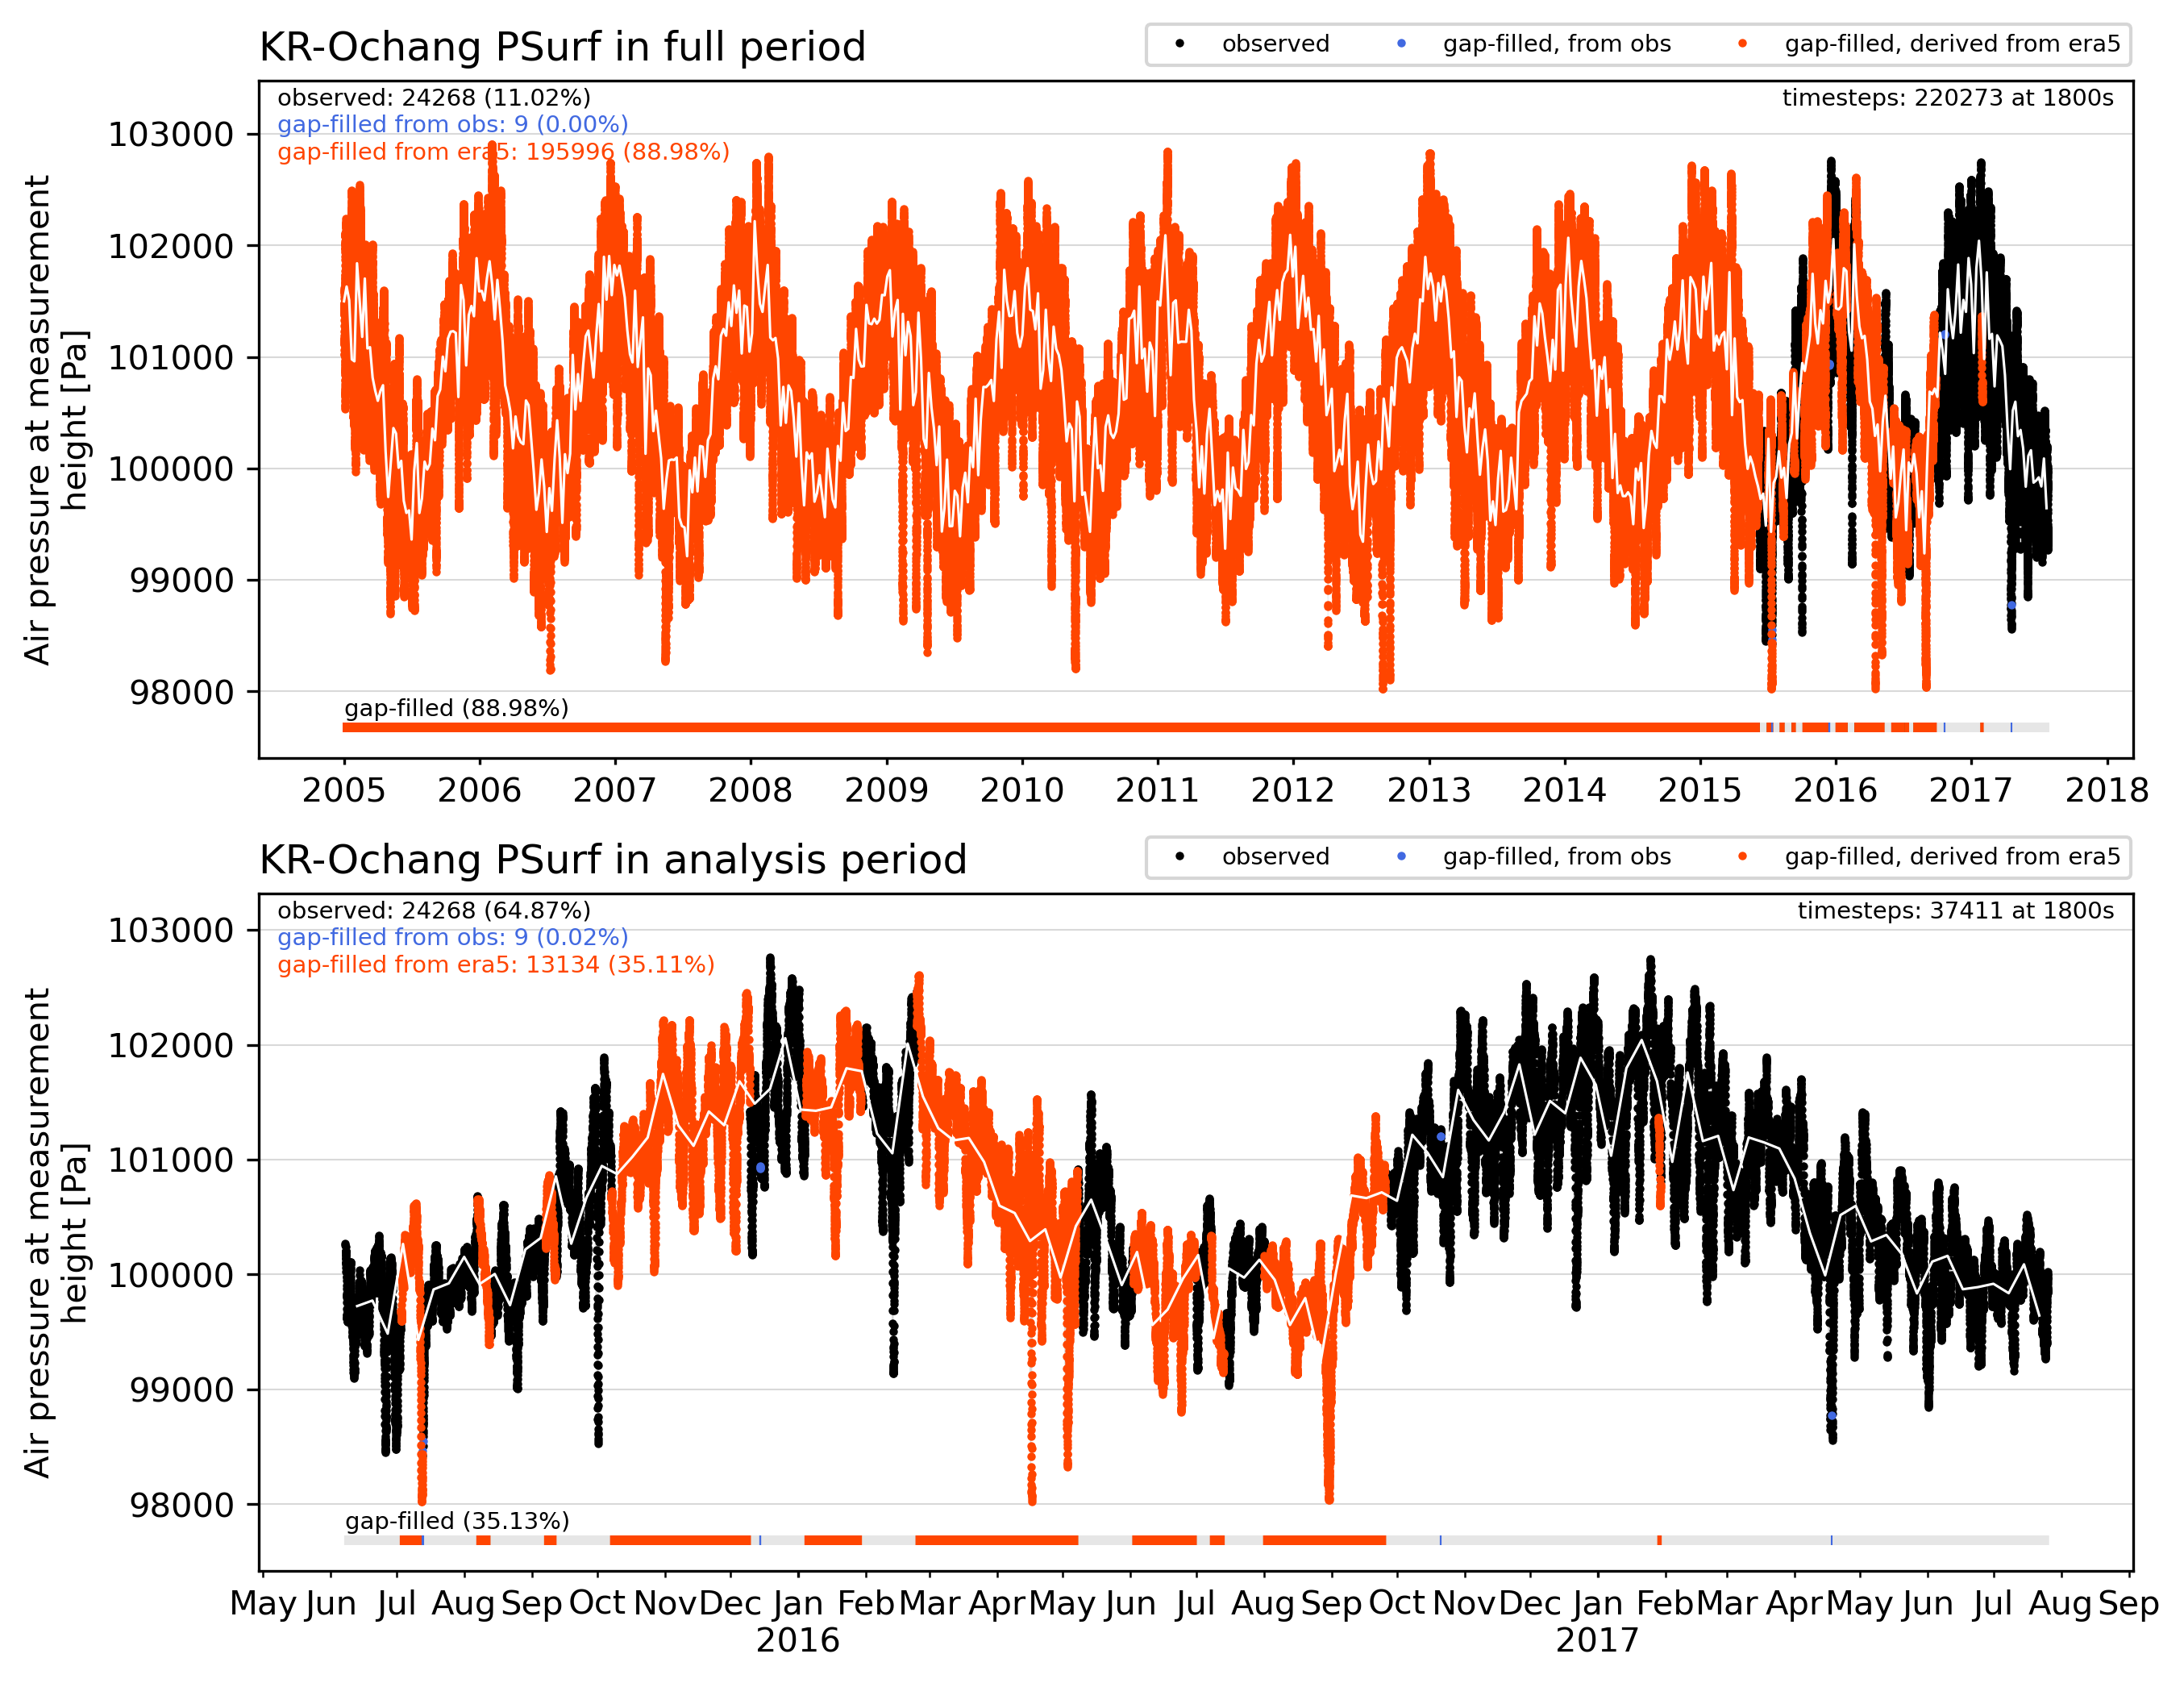 KR-Ochang PSurf in full period
observed
gap-filled, from obs
gap-filled, derived from era5
observed: 24268 (11.02%)
timesteps: 220273 at 1800s
gap-filled from obs: 9 (0.00%)
gap-filled from era5: 195996 (88.98%)
Air pressure at measurement
height [Pa]
103000
102000
101000
100000
99000
98000
gap-filled (88.98%)
2005 2006 2007 2008 2009 2010 2011 2012 2013 2014 2015 2016 2017 2018
KR-Ochang PSurf in analysis period
observed
gap-filled, from obs
gap-filled, derived from era5
observed: 24268 (64.87%)
timesteps: 37411 at 1800s
gap-filled from obs: 9 (0.02%)
gap-filled from era5: 13134 (35.11%)
Air pressure at measurement
height [Pa]
103000
102000
101000
100000
99000
98000
gap-filled (35.13%)
May Jun Jul Aug Sep Oct Nov Dec Jan Feb Mar Apr May Jun Jul Aug Sep Oct Nov Dec Jan Feb Mar Apr May Jun Jul Aug Sep
2016 2017